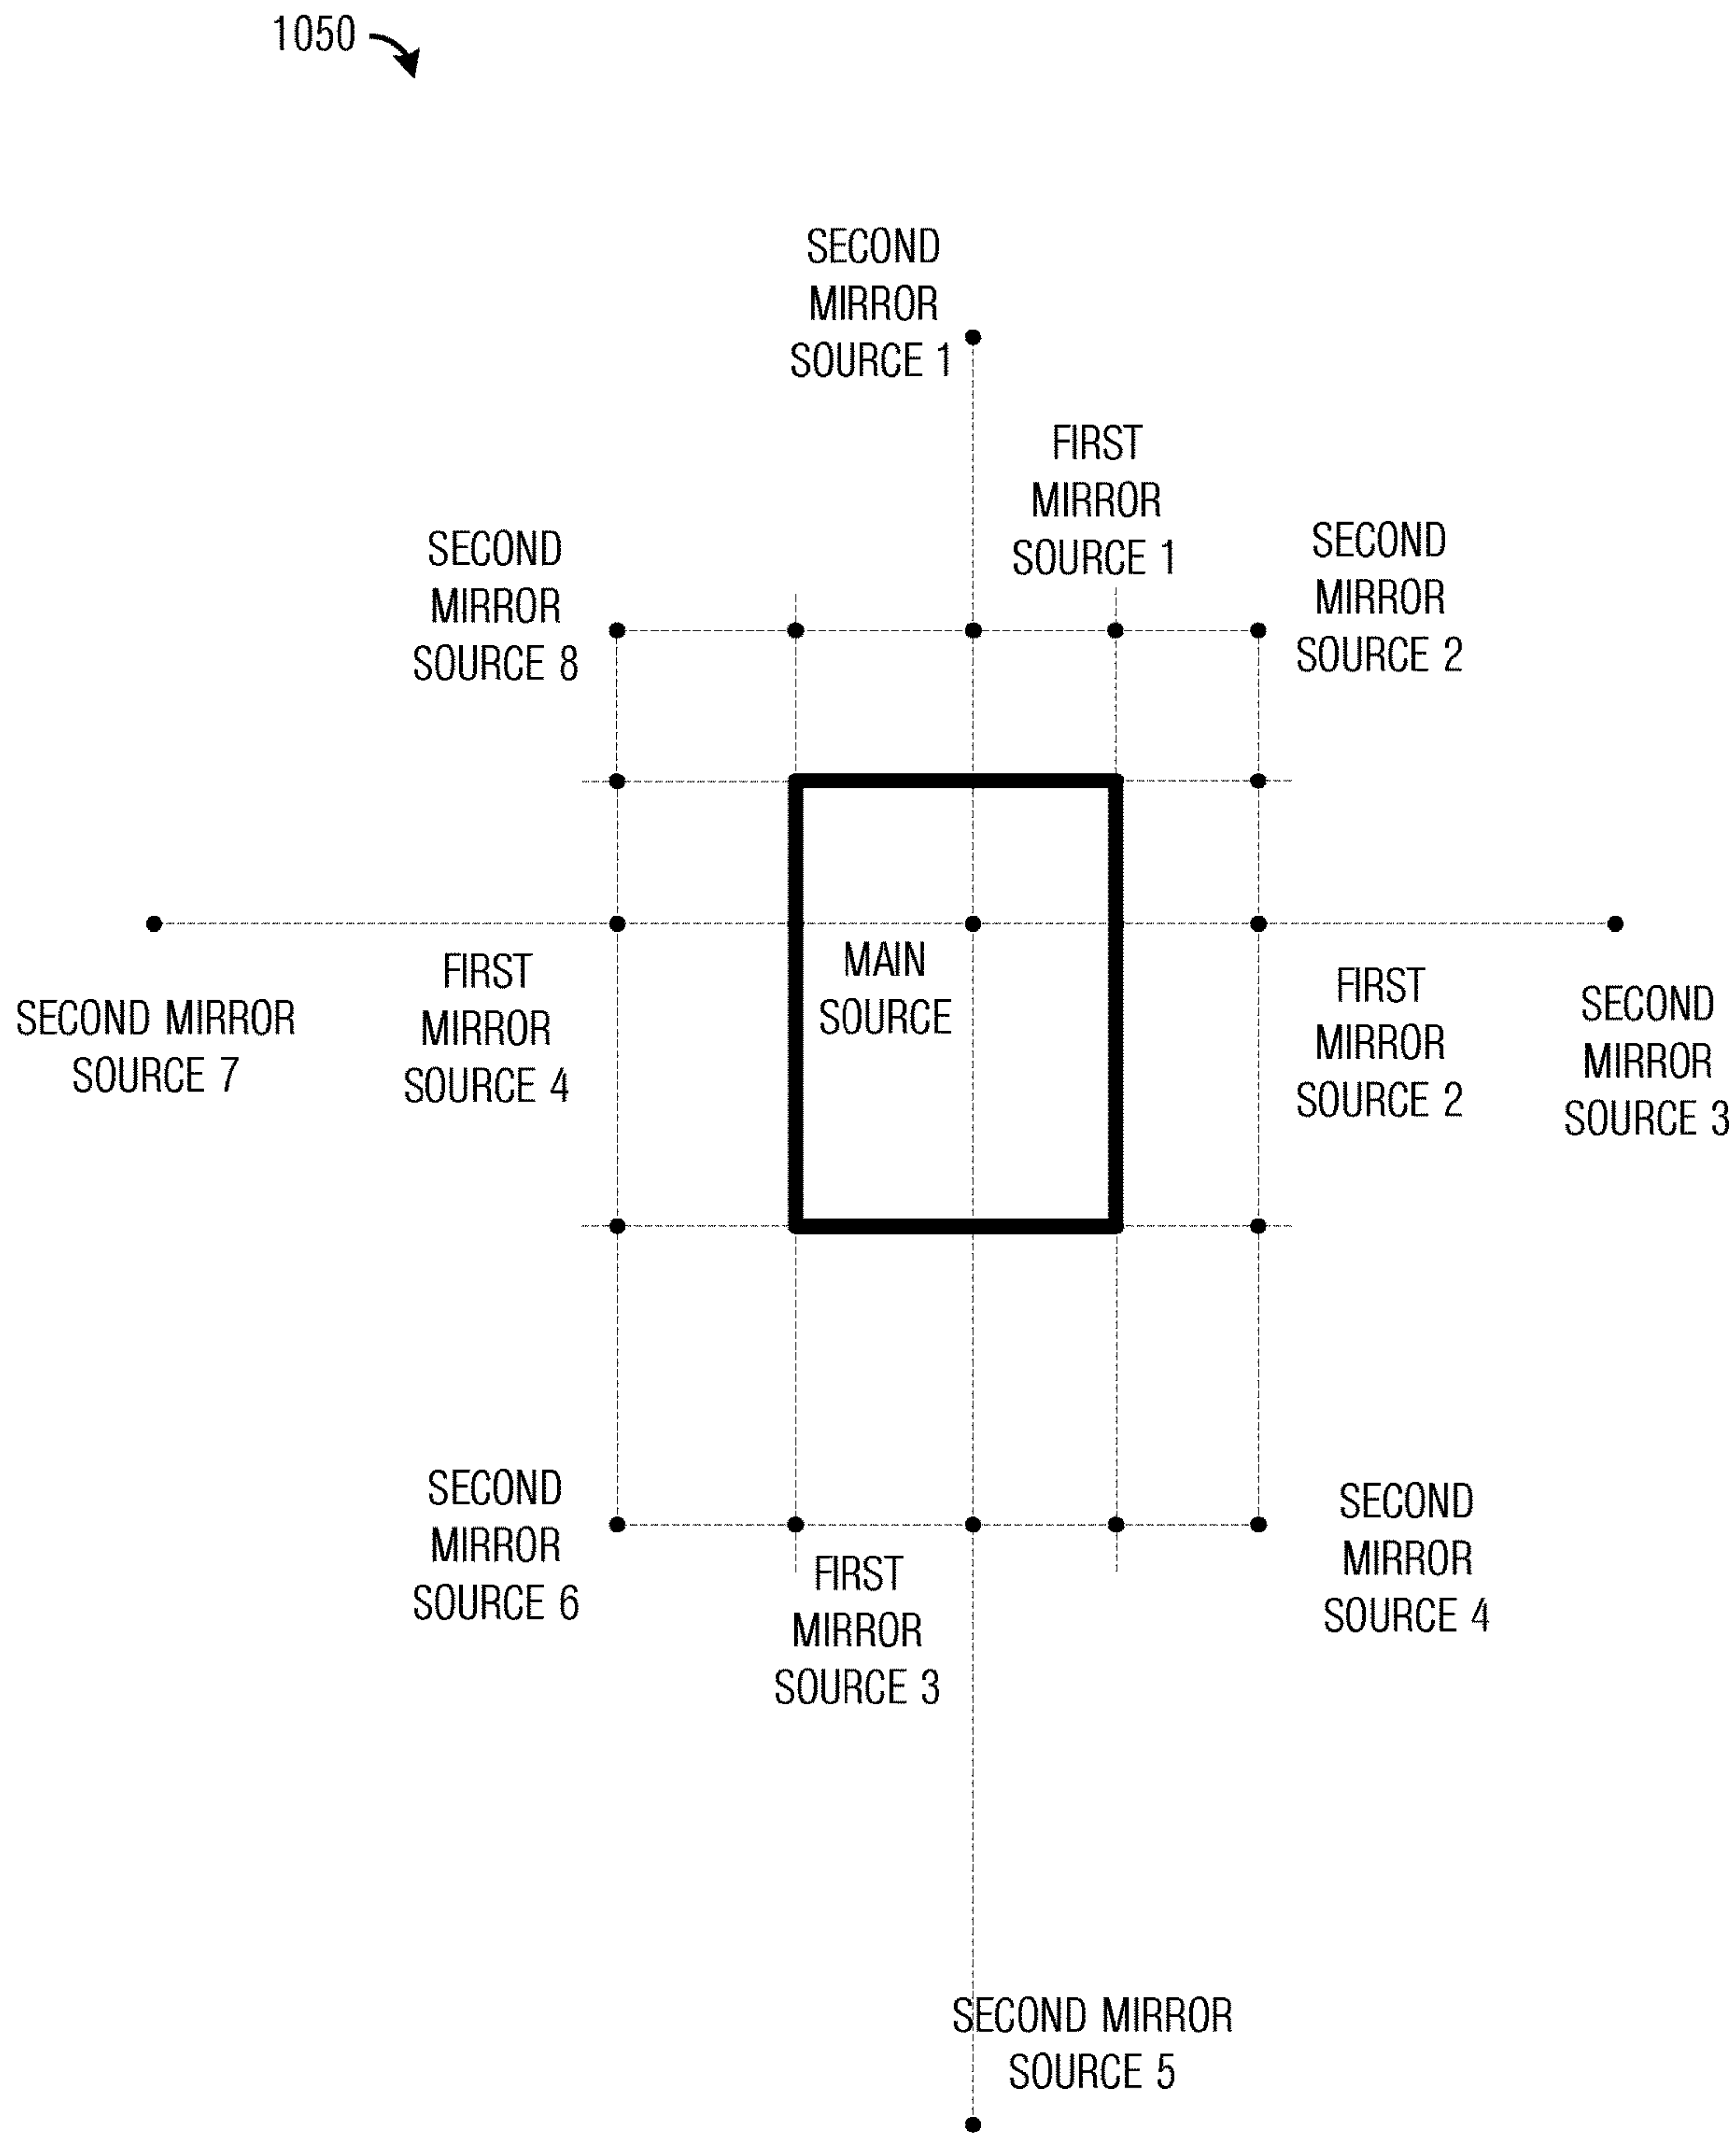 1050
SECOND
MIRROR
SOURCE 1
FIRST
MIRROR
SOURCE 1
SECOND
MIRROR
SOURCE 8
SECOND
MIRROR
SOURCE 2
MAIN
SOURCE
SECOND MIRROR
SOURCE 7
FIRST
MIRROR
SOURCE 4
FIRST
MIRROR
SOURCE 2
SECOND
MIRROR
SOURCE 3
SECOND
MIRROR
SOURCE 6
FIRST
MIRROR
SOURCE 3
SECOND
MIRROR
SOURCE 4
SECOND MIRROR
SOURCE 5